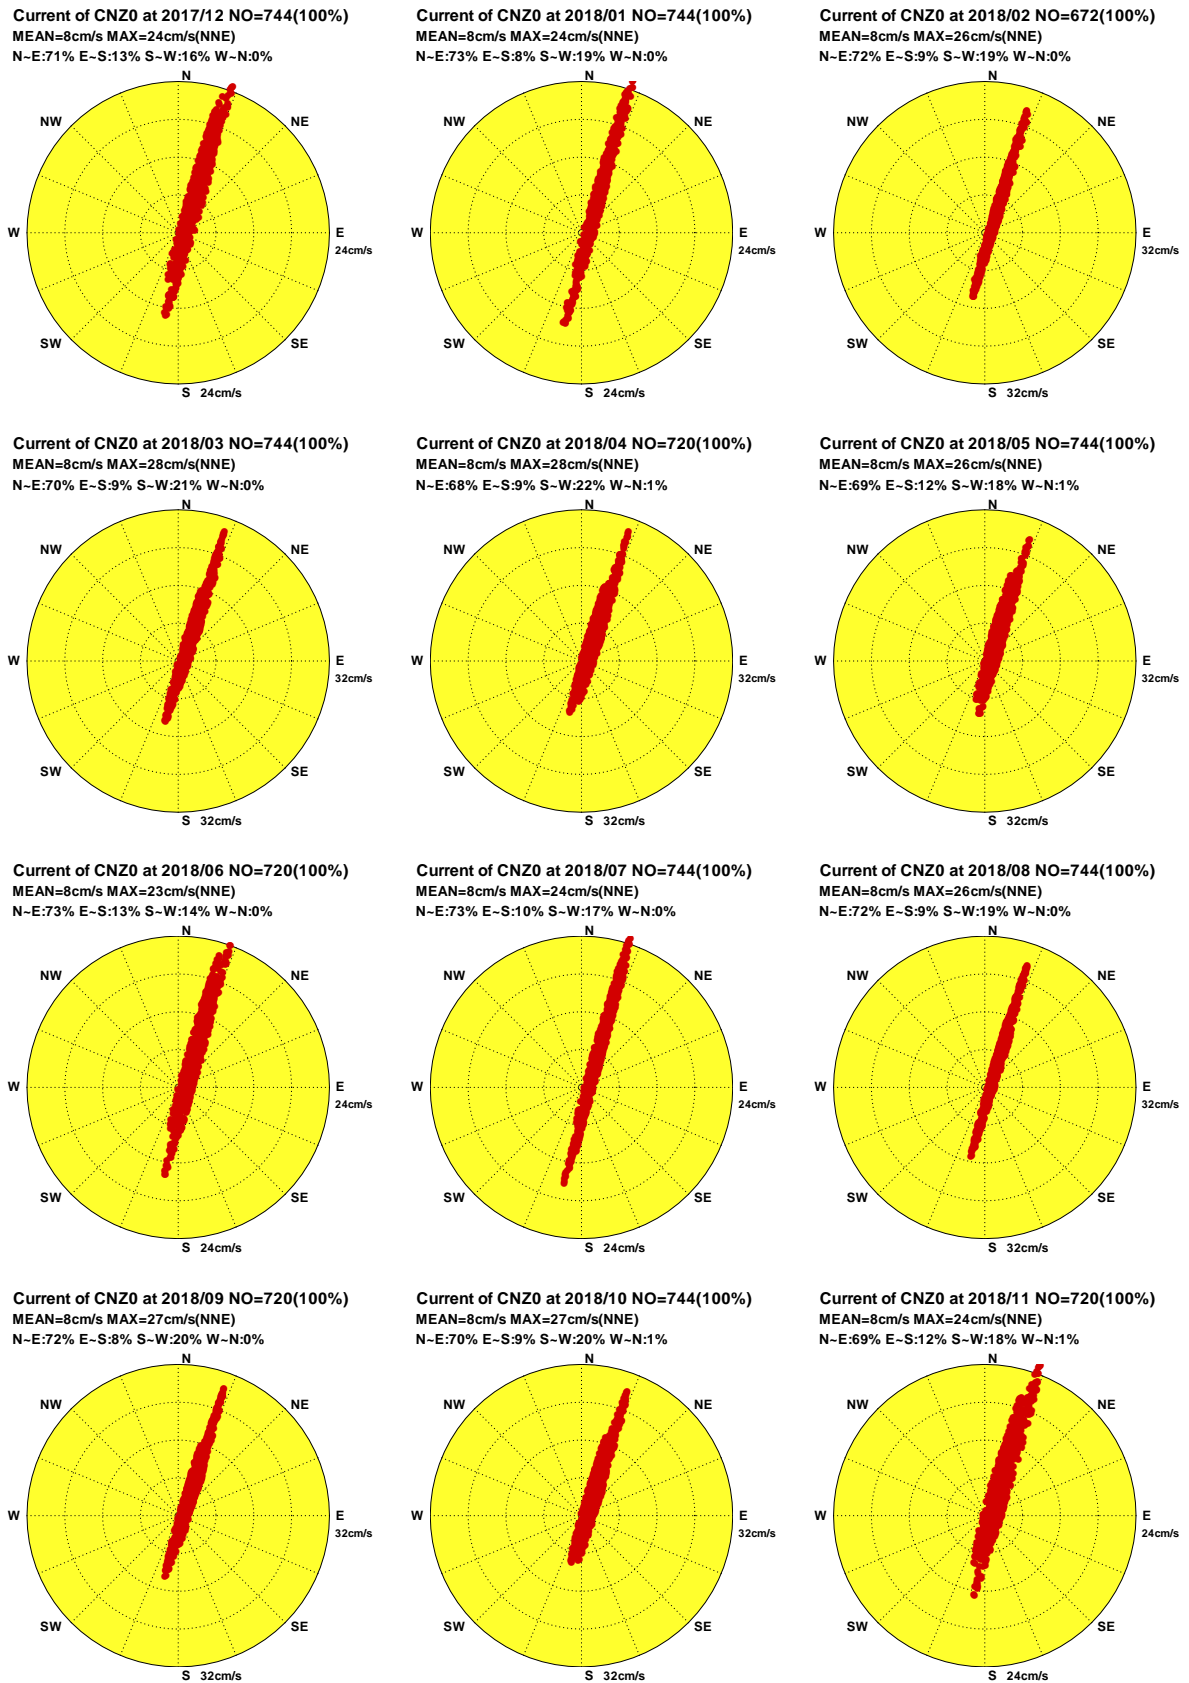 Current of CNZ0 at 2017/12 NO=744(100%)
MEAN=8cm/s MAX=24cm/s(NNE)
N~E:71% E~S:13% S~W:16% W~N:0%
N
NW
NE
W
E
24cm/s
SW
SE
S 24cm/s
Current of CNZ0 at 2018/01 NO=744(100%)
MEAN=8cm/s MAX=24cm/s(NNE)
N~E:73% E~S:8% S~W:19% W~N:0%
N
NW
NE
W
E
24cm/s
SW
SE
S 24cm/s
Current of CNZ0 at 2018/02 NO=672(100%)
MEAN=8cm/s MAX=26cm/s(NNE)
N~E:72% E~S:9% S~W:19% W~N:0%
N
NW
NE
W
E
32cm/s
SW
SE
S 32cm/s
Current of CNZ0 at 2018/03 NO=744(100%)
MEAN=8cm/s MAX=28cm/s(NNE)
N~E:70% E~S:9% S~W:21% W~N:0%
N
NW
NE
W
E
32cm/s
SW
SE
S 32cm/s
Current of CNZ0 at 2018/04 NO=720(100%)
MEAN=8cm/s MAX=28cm/s(NNE)
N~E:68% E~S:9% S~W:22% W~N:1%
N
NW
NE
W
E
32cm/s
SW
SE
S 32cm/s
Current of CNZ0 at 2018/05 NO=744(100%)
MEAN=8cm/s MAX=26cm/s(NNE)
N~E:69% E~S:12% S~W:18% W~N:1%
N
NW
NE
W
E
32cm/s
SW
SE
S 32cm/s
Current of CNZ0 at 2018/06 NO=720(100%)
MEAN=8cm/s MAX=23cm/s(NNE)
N~E:73% E~S:13% S~W:14% W~N:0%
N
NW
NE
W
E
24cm/s
SW
SE
S 24cm/s
Current of CNZ0 at 2018/07 NO=744(100%)
MEAN=8cm/s MAX=24cm/s(NNE)
N~E:73% E~S:10% S~W:17% W~N:0%
N
NW
NE
W
E
24cm/s
SW
SE
S 24cm/s
Current of CNZ0 at 2018/08 NO=744(100%)
MEAN=8cm/s MAX=26cm/s(NNE)
N~E:72% E~S:9% S~W:19% W~N:0%
N
NW
NE
W
E
32cm/s
SW
SE
S 32cm/s
Current of CNZ0 at 2018/09 NO=720(100%)
MEAN=8cm/s MAX=27cm/s(NNE)
N~E:72% E~S:8% S~W:20% W~N:0%
N
NW
NE
W
E
32cm/s
SW
SE
S 32cm/s
Current of CNZ0 at 2018/10 NO=744(100%)
MEAN=8cm/s MAX=27cm/s(NNE)
N~E:70% E~S:9% S~W:20% W~N:1%
N
NW
NE
W
E
32cm/s
SW
SE
S 32cm/s
Current of CNZ0 at 2018/11 NO=720(100%)
MEAN=8cm/s MAX=24cm/s(NNE)
N~E:69% E~S:12% S~W:18% W~N:1%
N
NW
NE
W
E
24cm/s
SW
SE
S 24cm/s